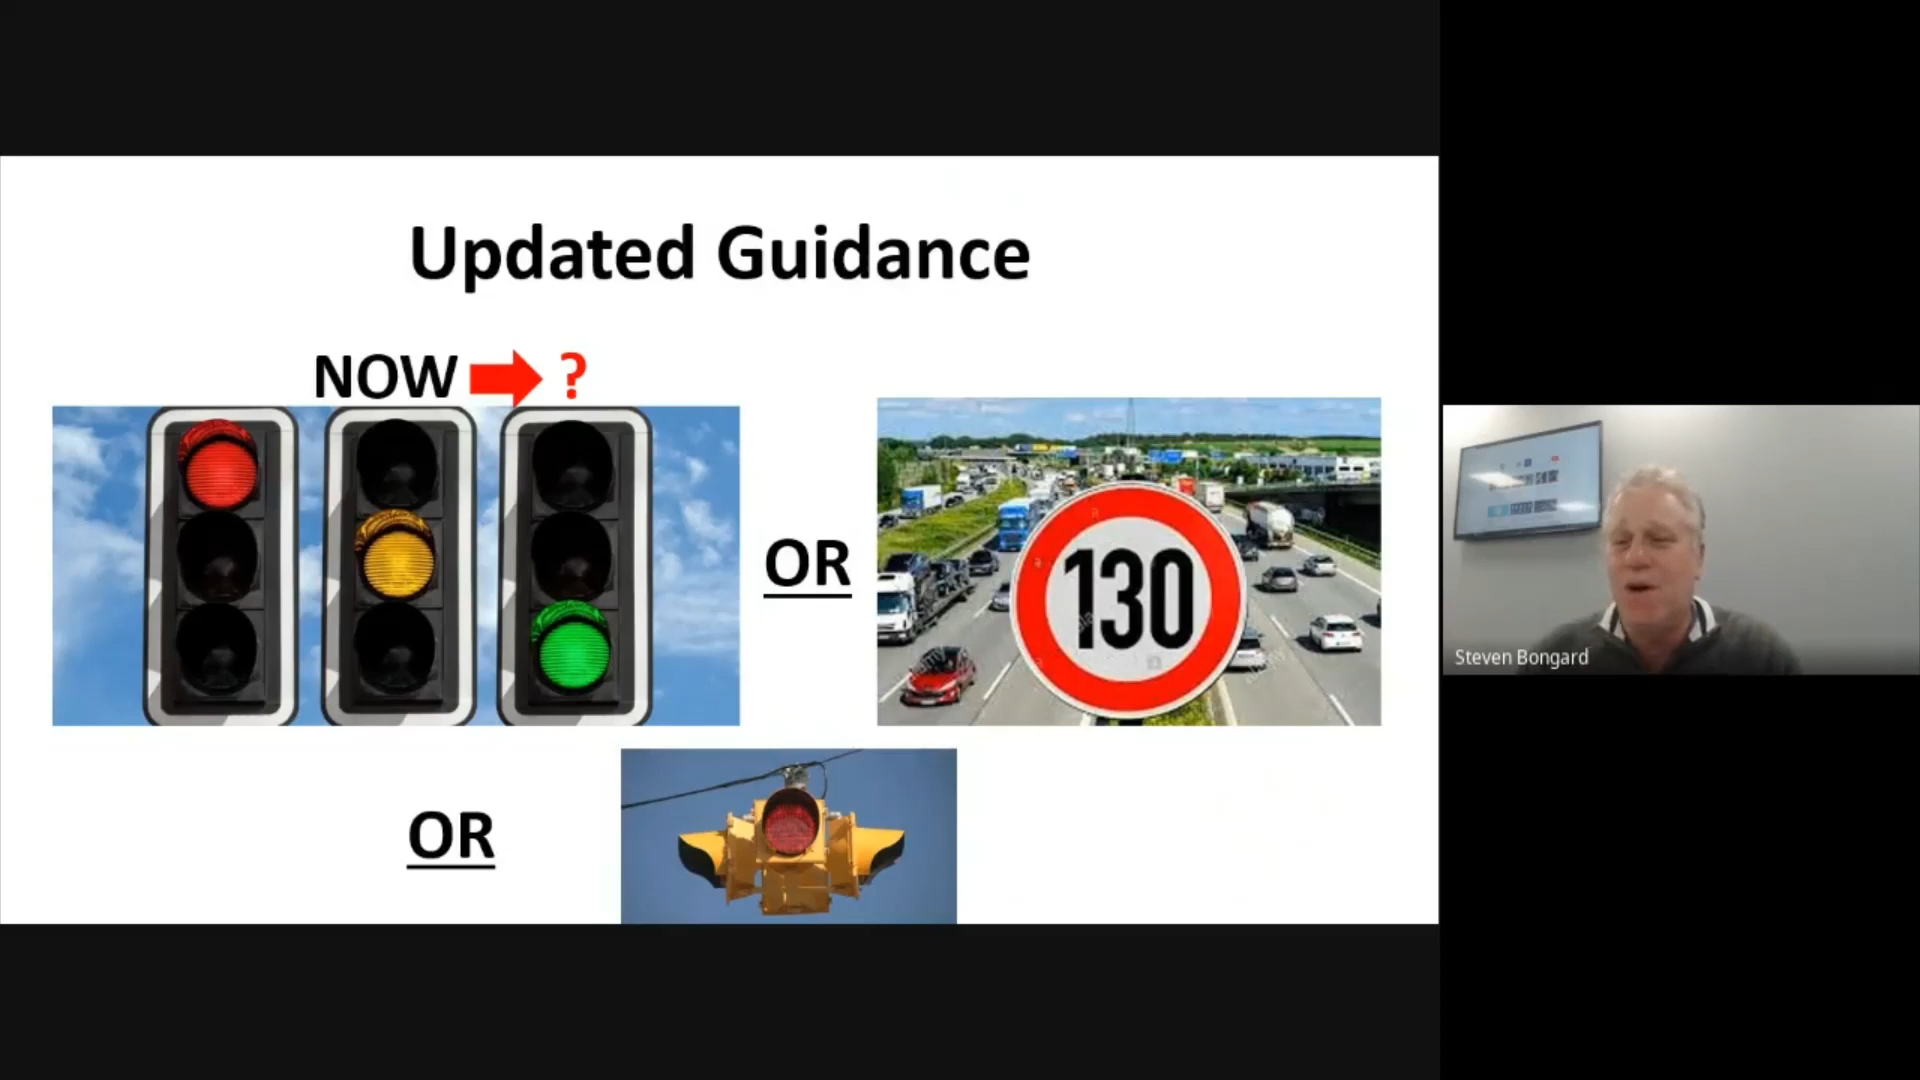 Updated Guidance
NOW ?
OR
130
OR
Steven Bongard